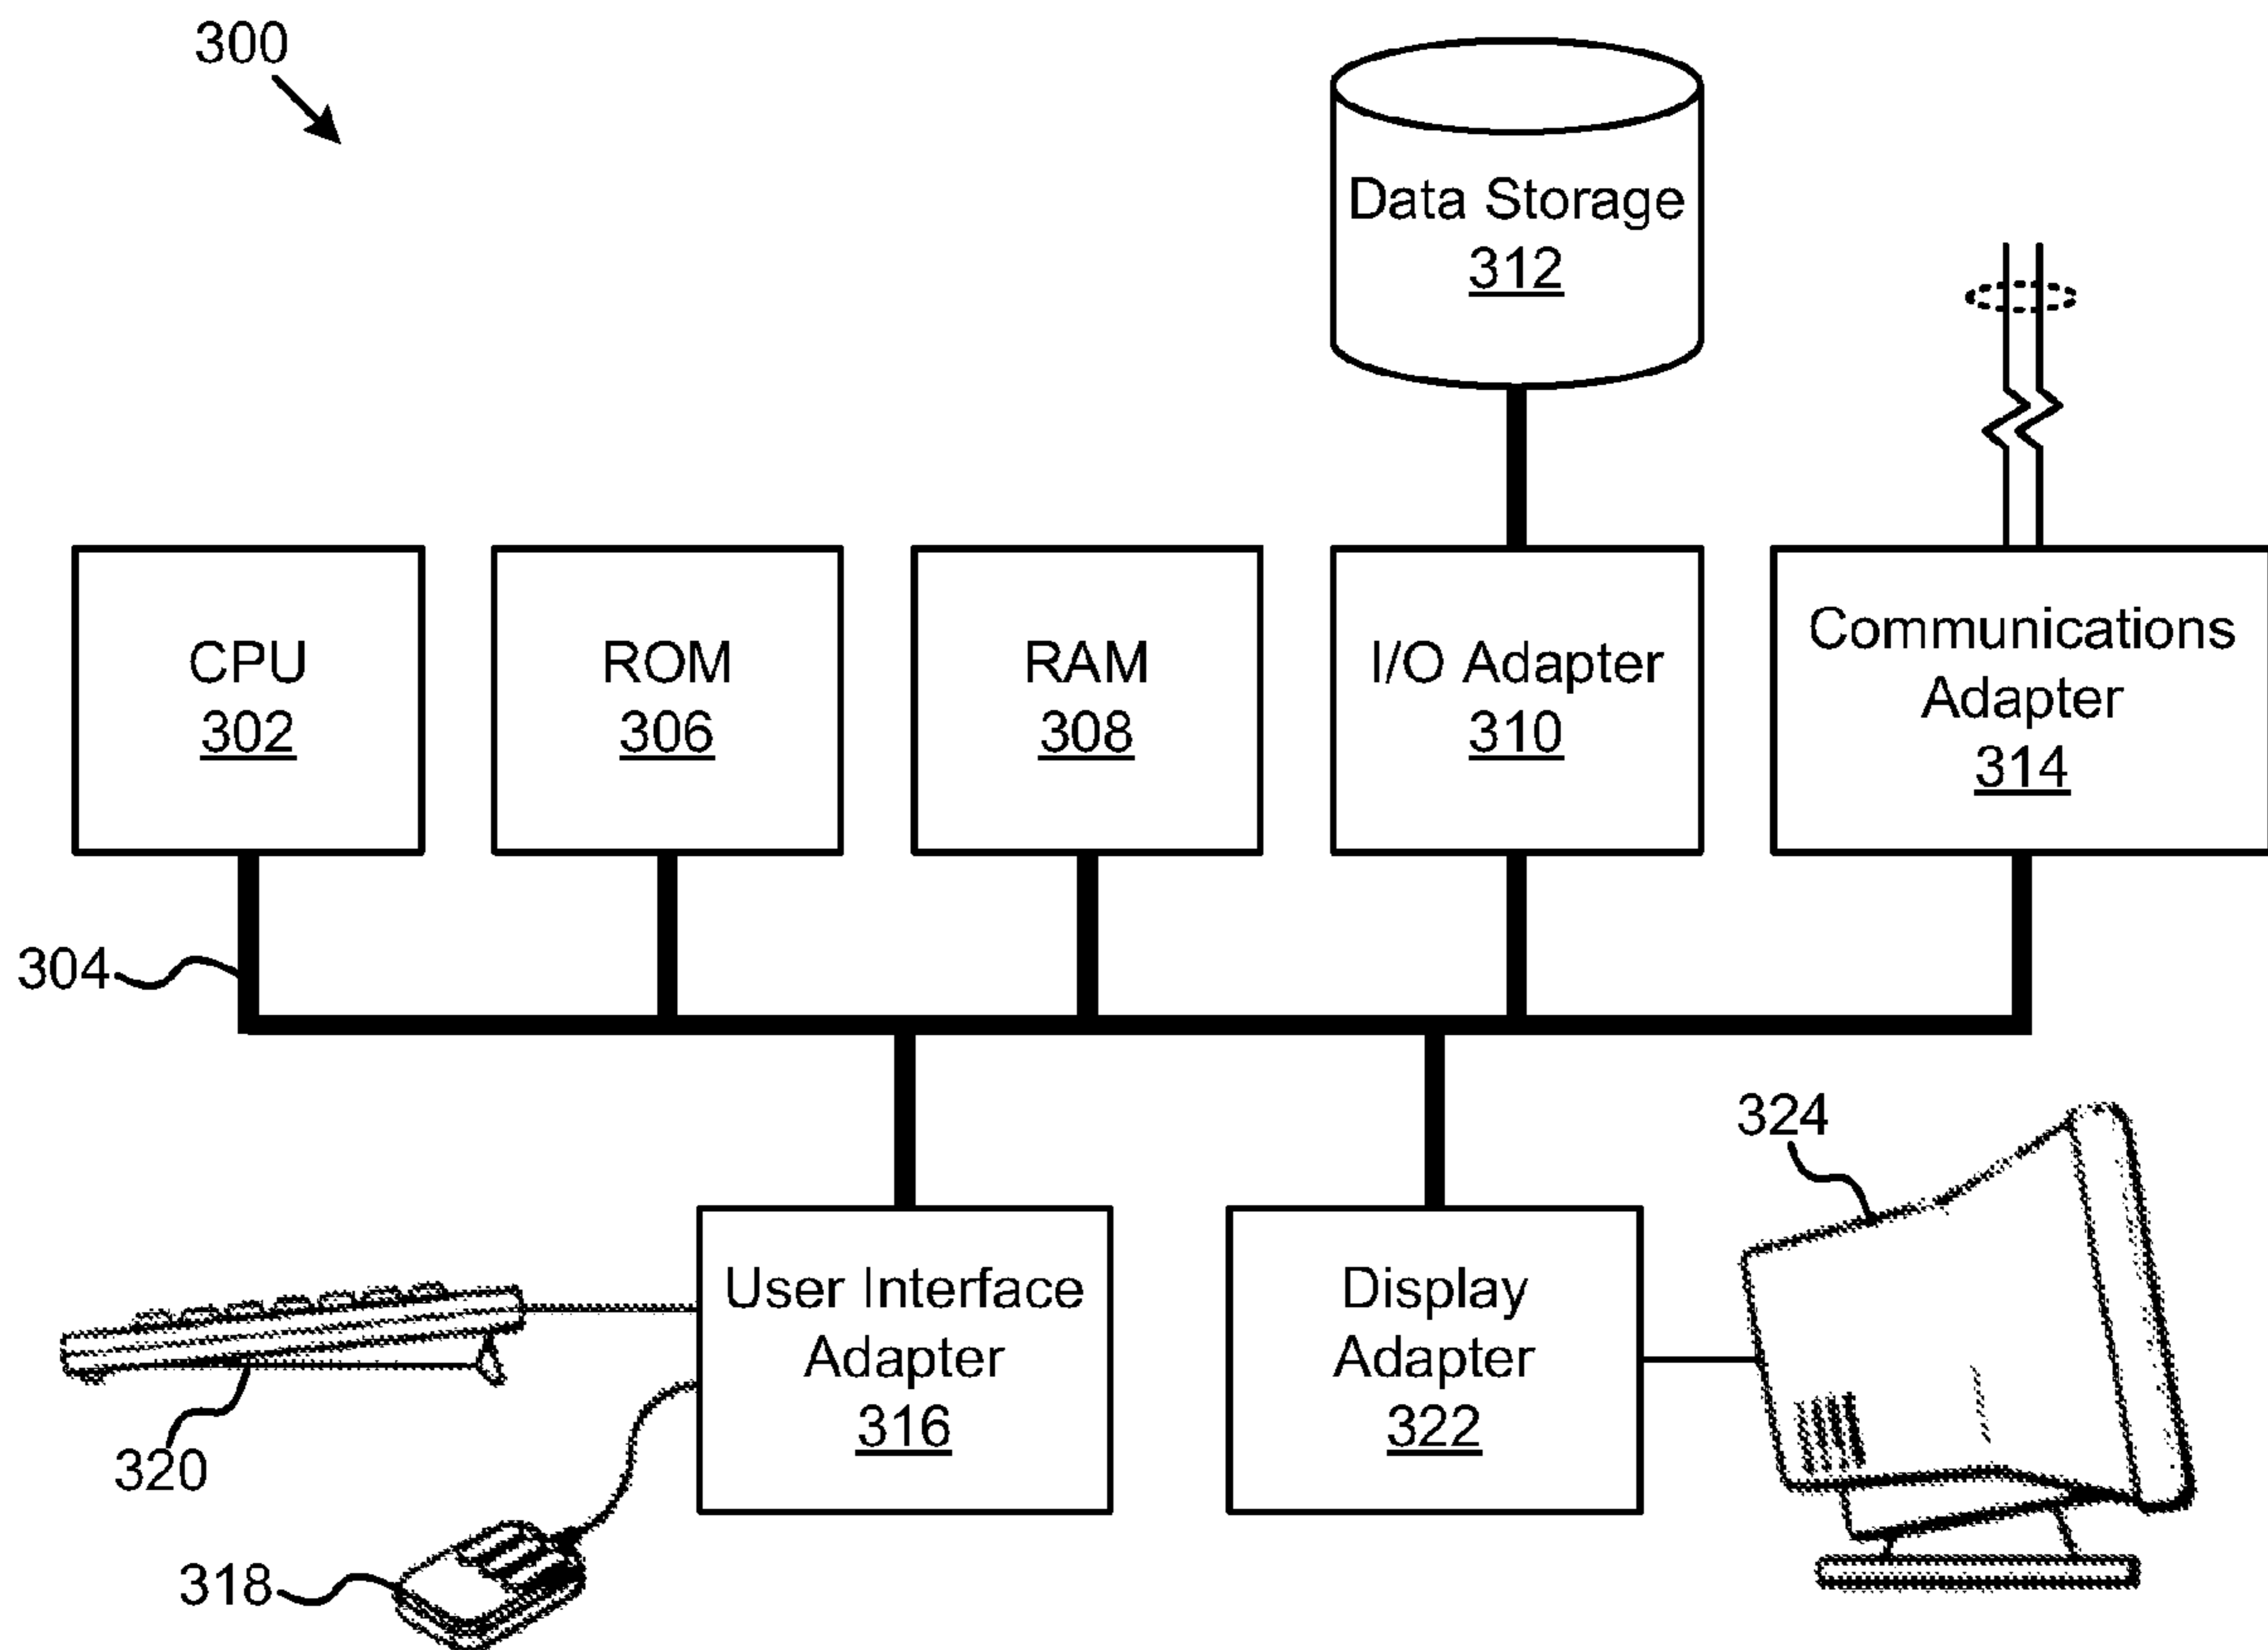 300
Data Storage
312
CPU
302
ROM
306
RAM
308
I/O Adapter
310
Communications
Adapter
314
304
324
User Interface
Adapter
316
Display
Adapter
322
320
318